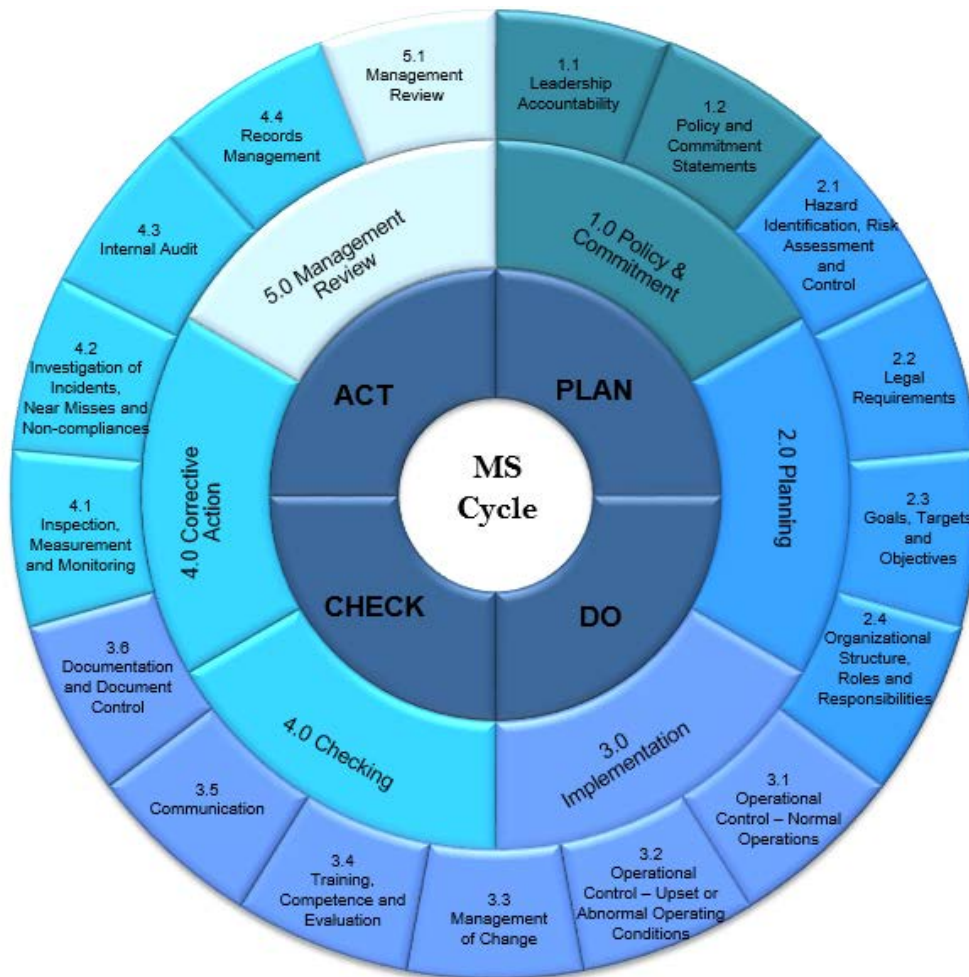 MS
Cycle
PLAN
DO
CHECK
ACT
1.0 Policy &
Commitment
2.0 Planning
3.0
Implementation
4.0 Checking
4.0 Corrective
Action
5.0 Management
Review
1.1
Leadership
Accountability
1.2
Policy and
Commitment
Statements
2.1
Hazard
Identification, Risk
Assessment
and
Control
2.2
Legal
Requirements
2.3
Goals, Targets
and
Objectives
2.4
Organizational
Structure,
Roles and
Responsibilities
3.1
Operational
Control – Normal
Operations
3.2
Operational
Control – Upset or
Abnormal Operating
Conditions
3.3
Management
of Change
3.4
Training,
Competence and
Evaluation
3.5
Communication
3.6
Documentation
and Document
Control
4.1
Inspection,
Measurement
and Monitoring
4.2
Investigation of
Incidents,
Near Misses and
Non-compliances
4.3
Internal Audit
4.4
Records
Management
5.1
Management
Review